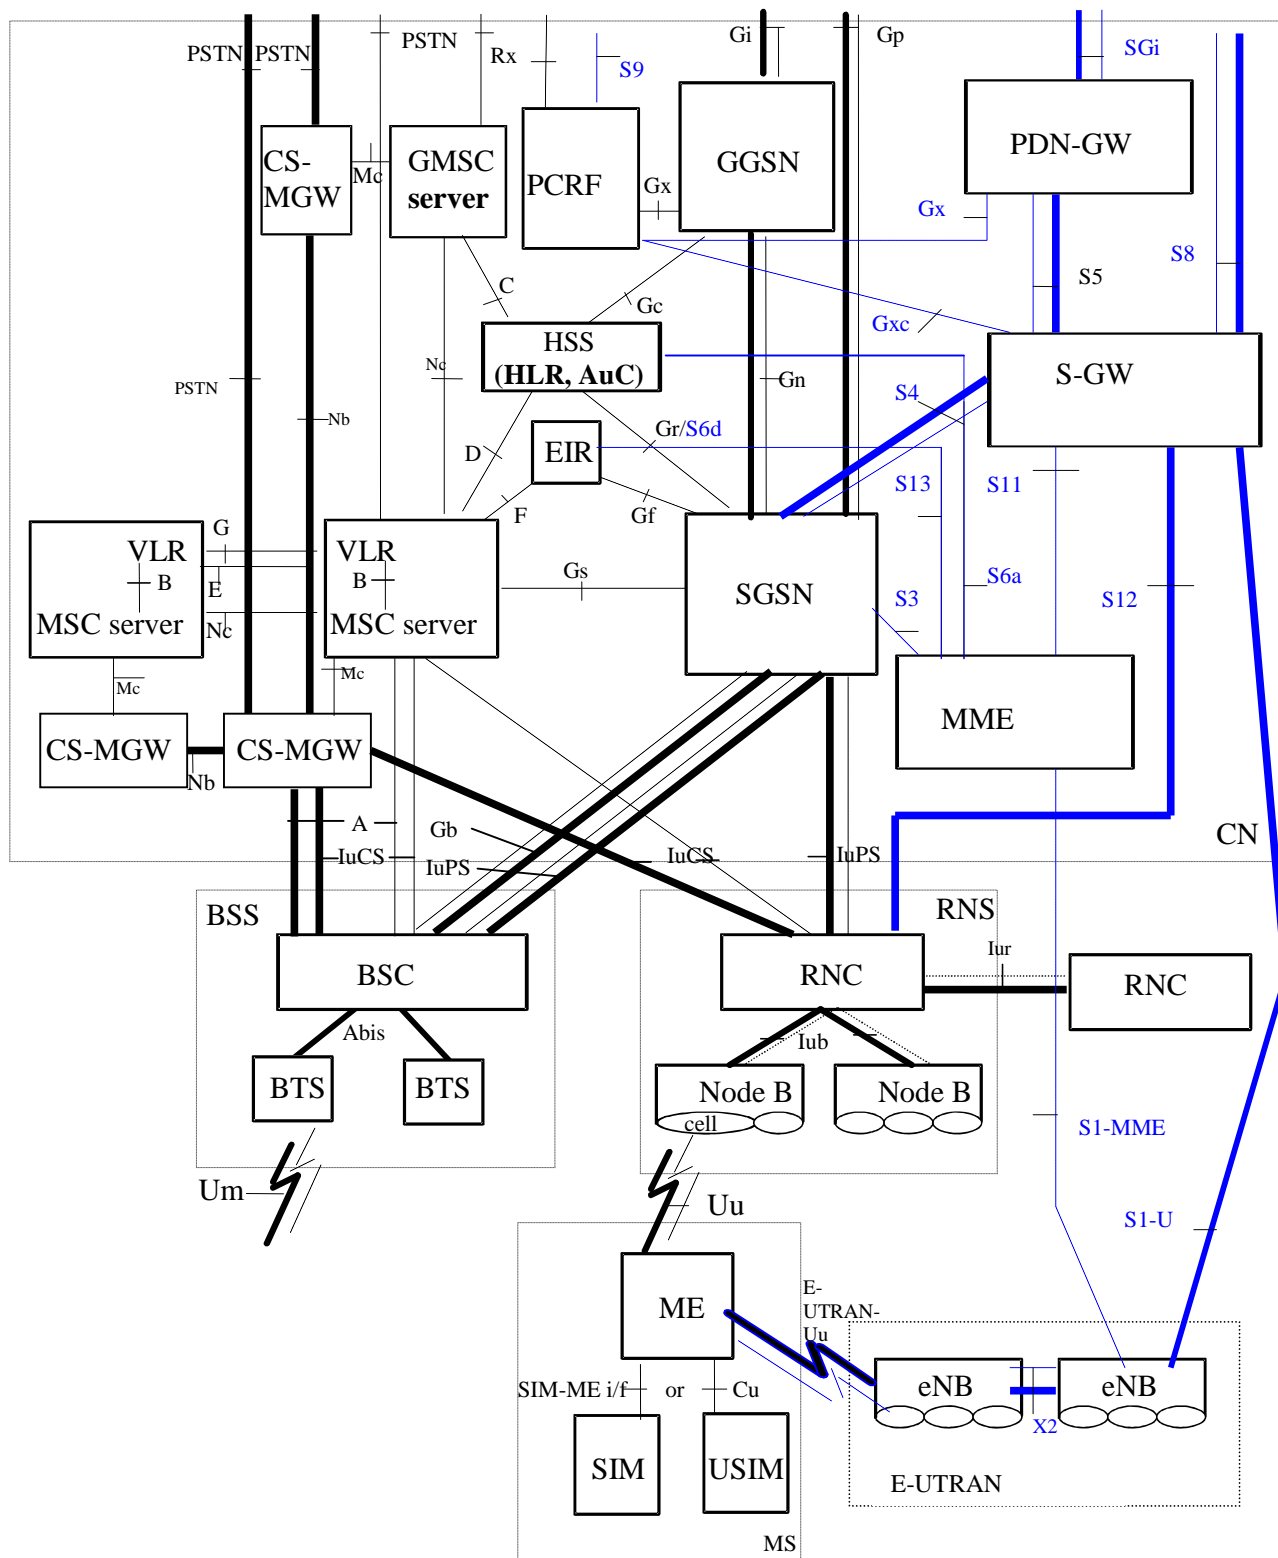 PSTN PSTN
PSTN
Rx
S9
Gi
Gp
SGi
CS-
MGW
Mc
GMSC
server
PCRF
Gx
GGSN
PDN-GW
Gx
S8
S5
C
Gc
Gxc
HSS
(HLR, AuC)
S-GW
PSTN
Nc
Gn
S4
Nb
D
EIR
Gr/S6d
S13
S11
F
Gf
G
VLR
B
E
MSC server
Nc
VLR
B
MSC server
Gs
SGSN
S3
S6a
S12
Mc
Mc
MME
CS-MGW
Nb
CS-MGW
A
Gb
IuCS
IuPS
IuCS
IuPS
CN
BSS
RNS
BSC
RNC
Iur
RNC
Abis
Iub
BTS
BTS
Node B
cell
Node B
S1-MME
Um
Uu
S1-U
ME
E-
UTRAN-
Uu
SIM-ME i/f
or
Cu
eNB
eNB
X2
SIM
USIM
E-UTRAN
MS